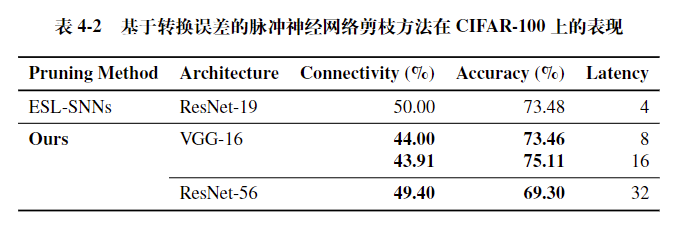 表 4-2 基于转换误差的脉冲神经网络剪枝方法在 CIFAR-100 上的表现
Pruning Method Architecture Connectivity (%) Accuracy (%) Latency
ESL-SNNs ResNet-19 50.00 73.48 4
Ours VGG-16 44.00 73.46 8
43.91 75.11 16
ResNet-56 49.40 69.30 32